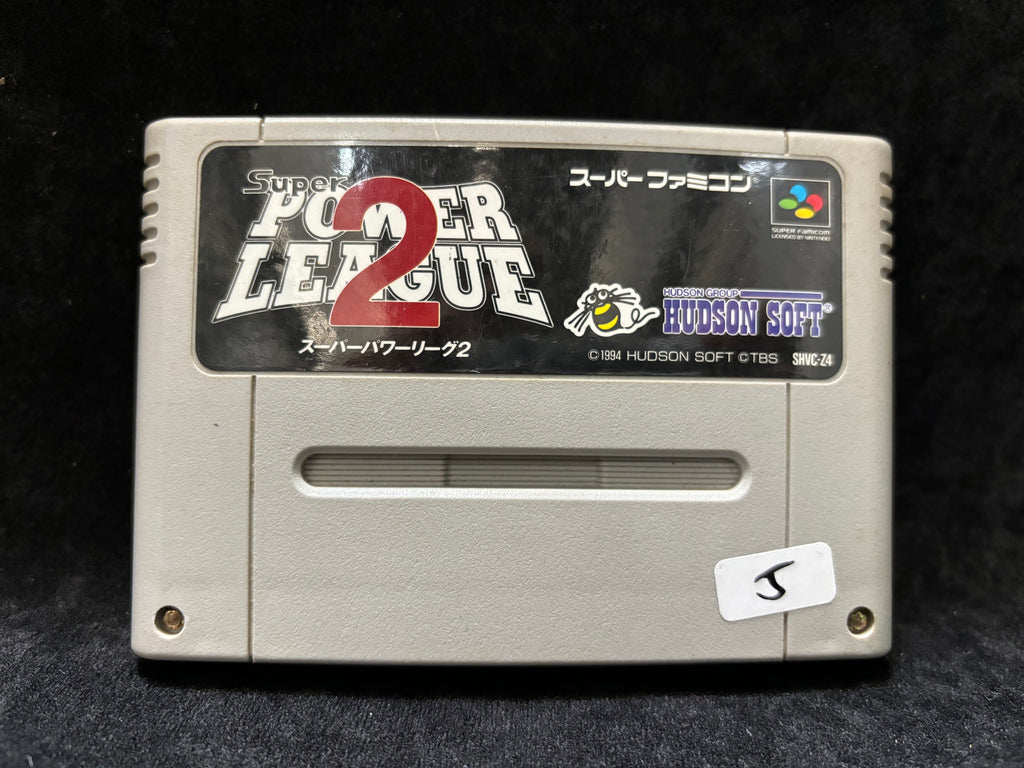 Super
POWER
LEAGUE
2
スーパーパワーリーグ2
スーパーファミコン
SUPER FAMICOM
LICENSED BY NINTENDO
HUDSON GROUP
HUDSON SOFT®
©1994 HUDSON SOFT ©TBS SHVC-Z4
J